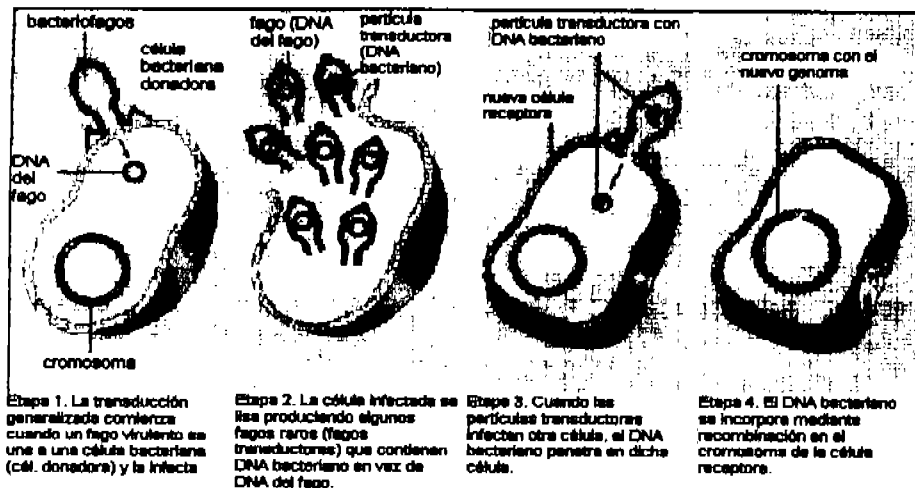 bacteriofagos
célula
bacteriana
donadora
DNA
del
fago
cromosoma
fago (DNA
del fago)
partícula
transductora
(DNA
bacteriano)
partícula transductora con
DNA bacteriano
nueva célula
receptora
cromosoma con el
nuevo genoma
Etapa 1. La transducción
generalizada comienza
cuando un fago virulento se
une a una célula bacteriana
(cél. donadora) y la infecta
Etapa 2. La célula infectada se
lisa produciendo algunos
fagos raros (fagos
transductores) que contienen
DNA bacteriano en vez de
DNA del fago.
Etapa 3. Cuando las
partículas transductoras
infectan otra célula, el DNA
bacteriano penetra en dicha
célula.
Etapa 4. El DNA bacteriano
se incorpora mediante
recombinación en el
cromosoma de la célula
receptora.